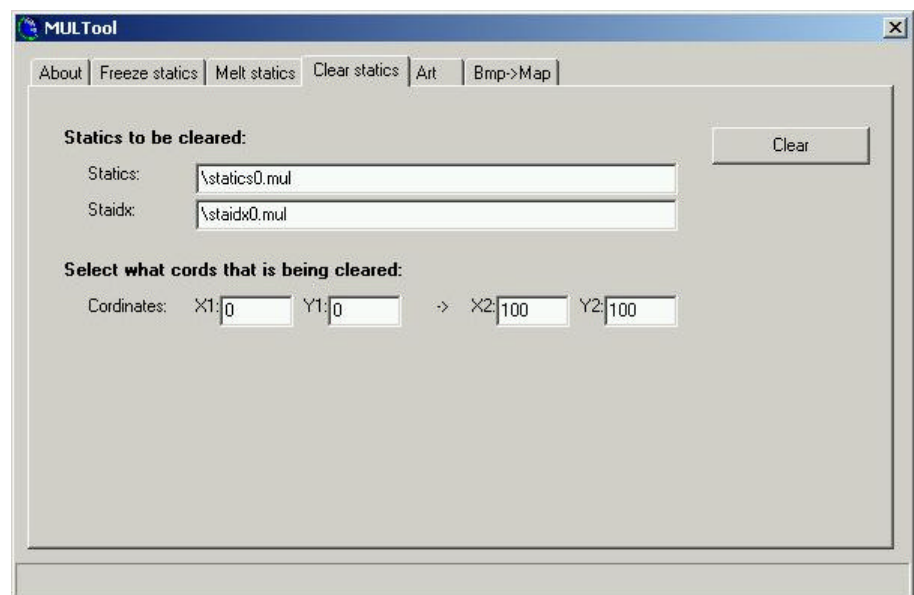 MULTool
About Freeze statics Melt statics Clear statics Art Bmp->Map
Statics to be cleared:
Clear
Statics: \statics0.mul
Staidx: \staidx0.mul
Select what cords that is being cleared:
Cordinates: X1: 0 Y1: 0 -> X2: 100 Y2: 100